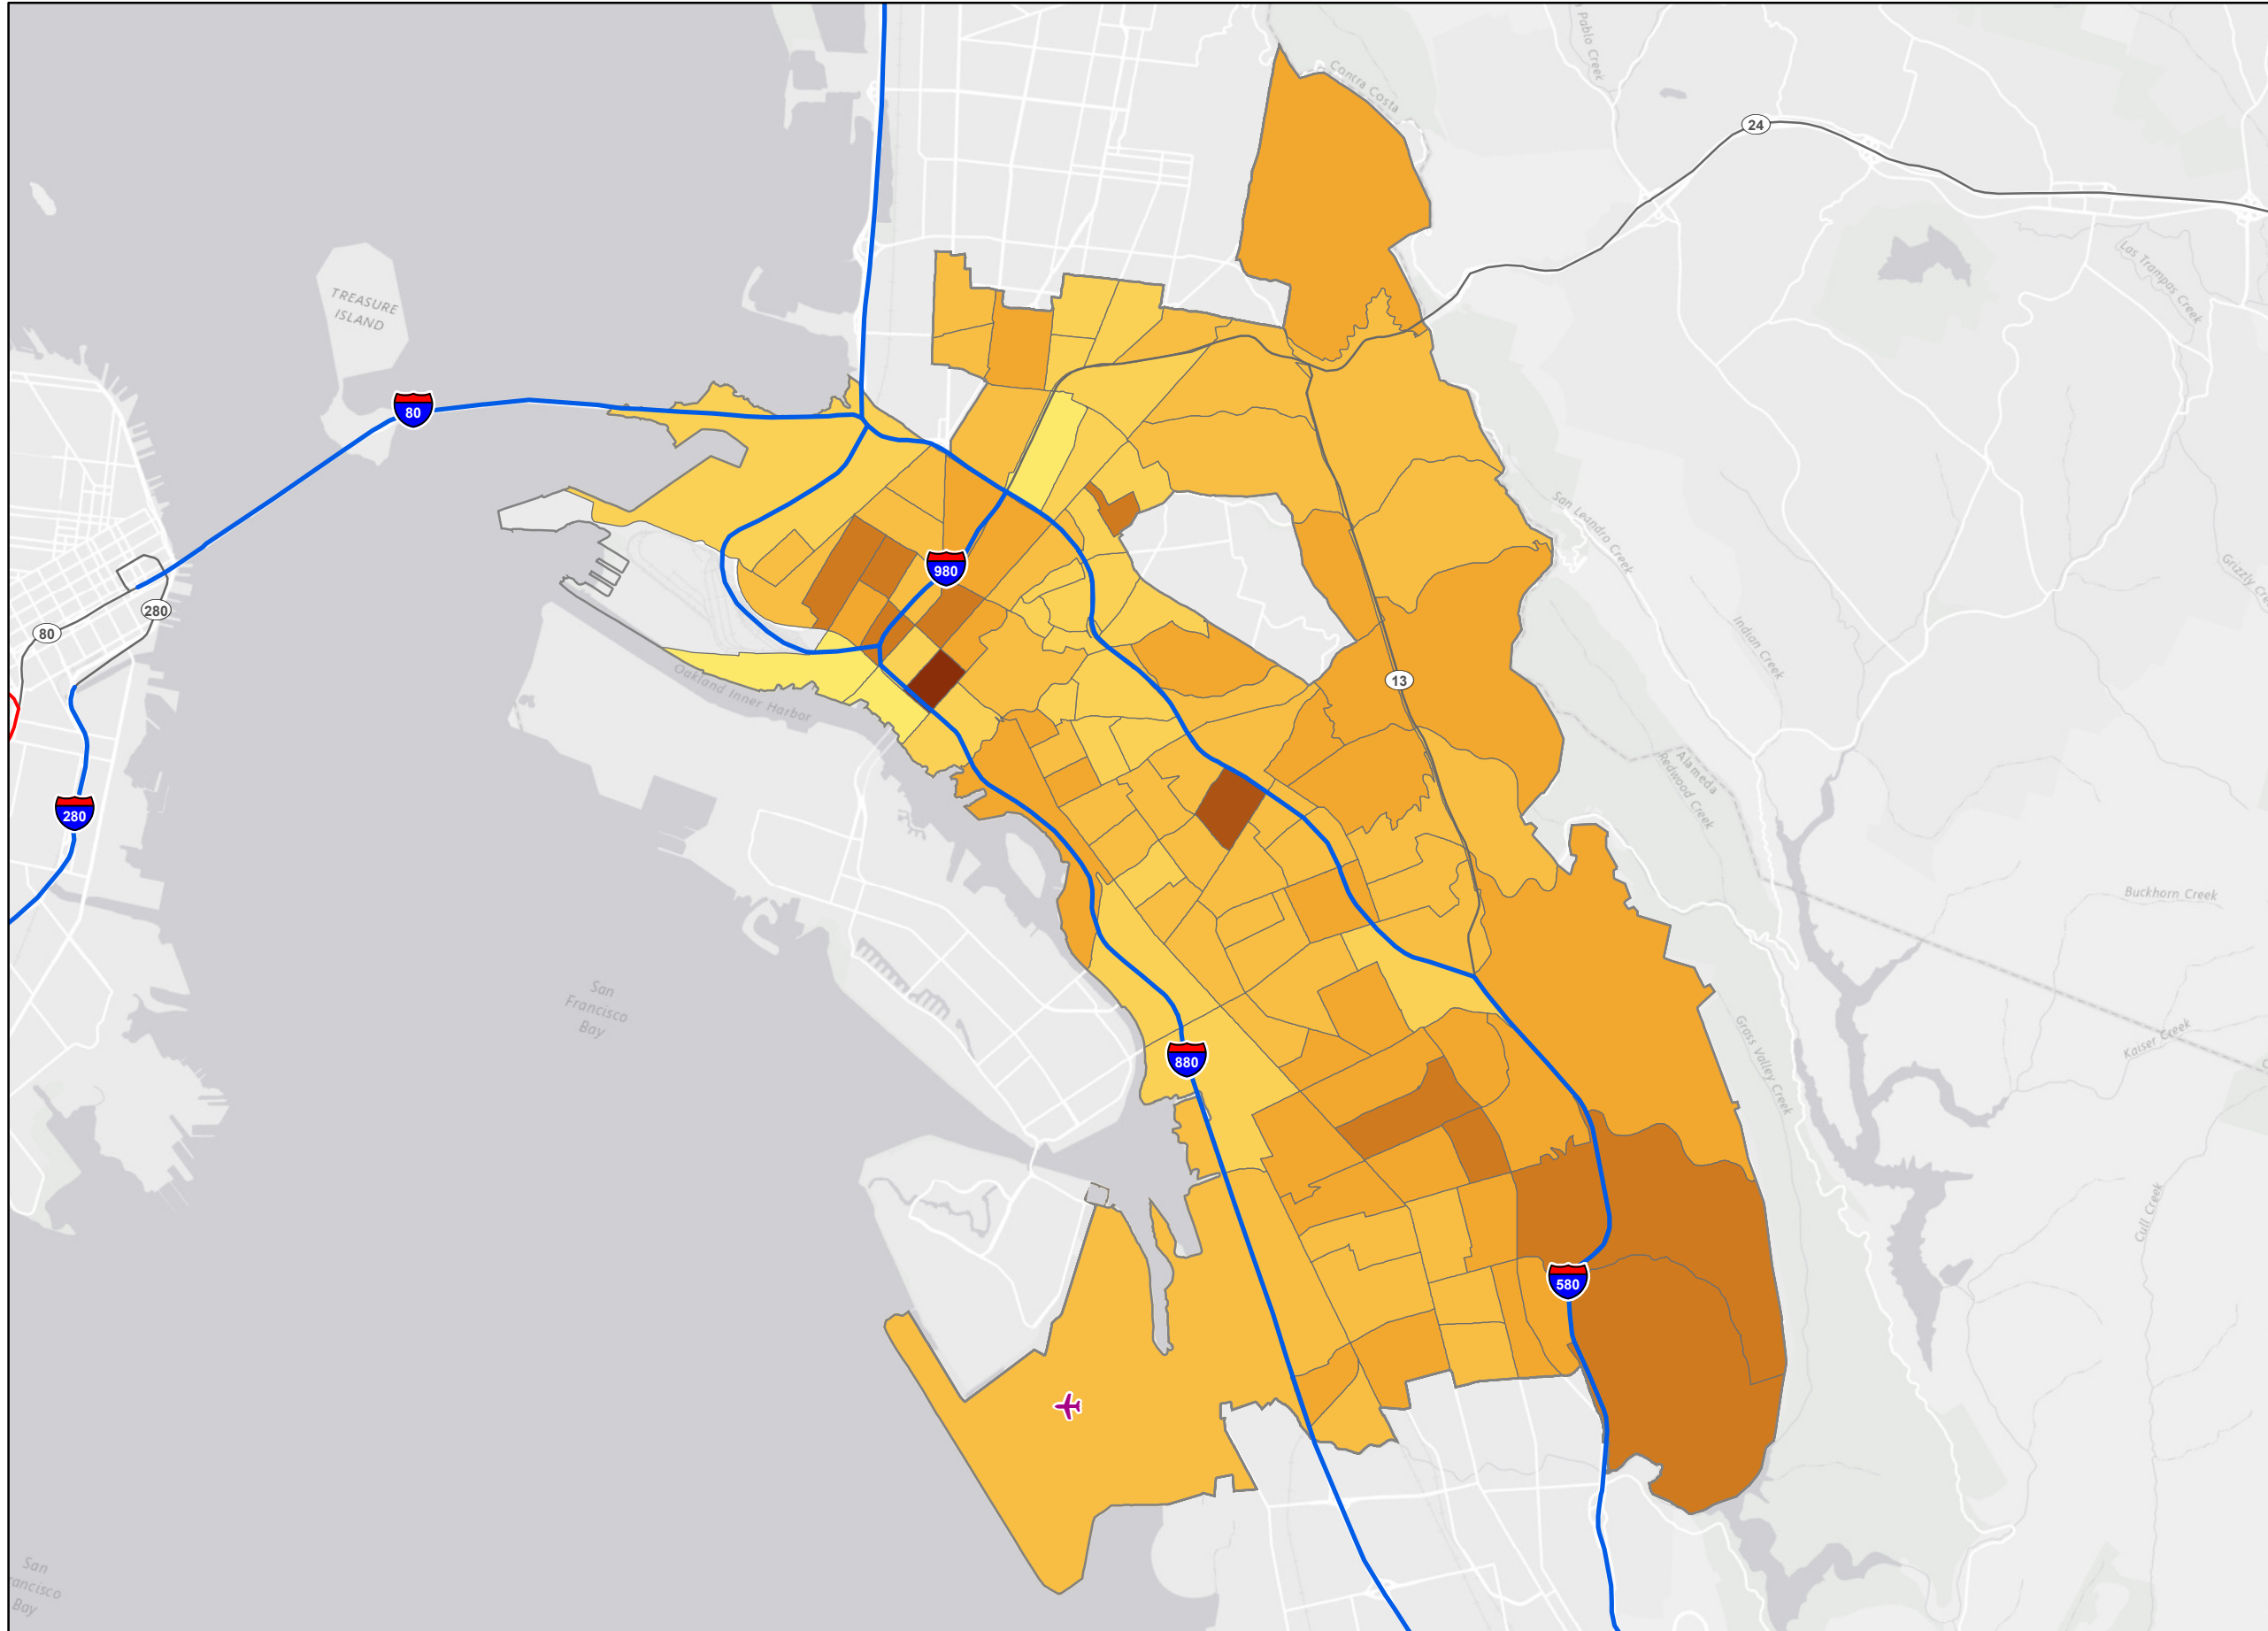 Pablo Creek
Contra Costa
24
Las Trampas Creek
TREASURE
ISLAND
80
San Leandro Creek
Grizzly
980
280
80
Indian Creek
13
Oakland Inner Harbor
Alameda
Redwood Creek
280
Buckhorn Creek
San
Francisco
Bay
Grass Valley Creek
Kaiser Creek
880
Cull Creek
580
San
Bay